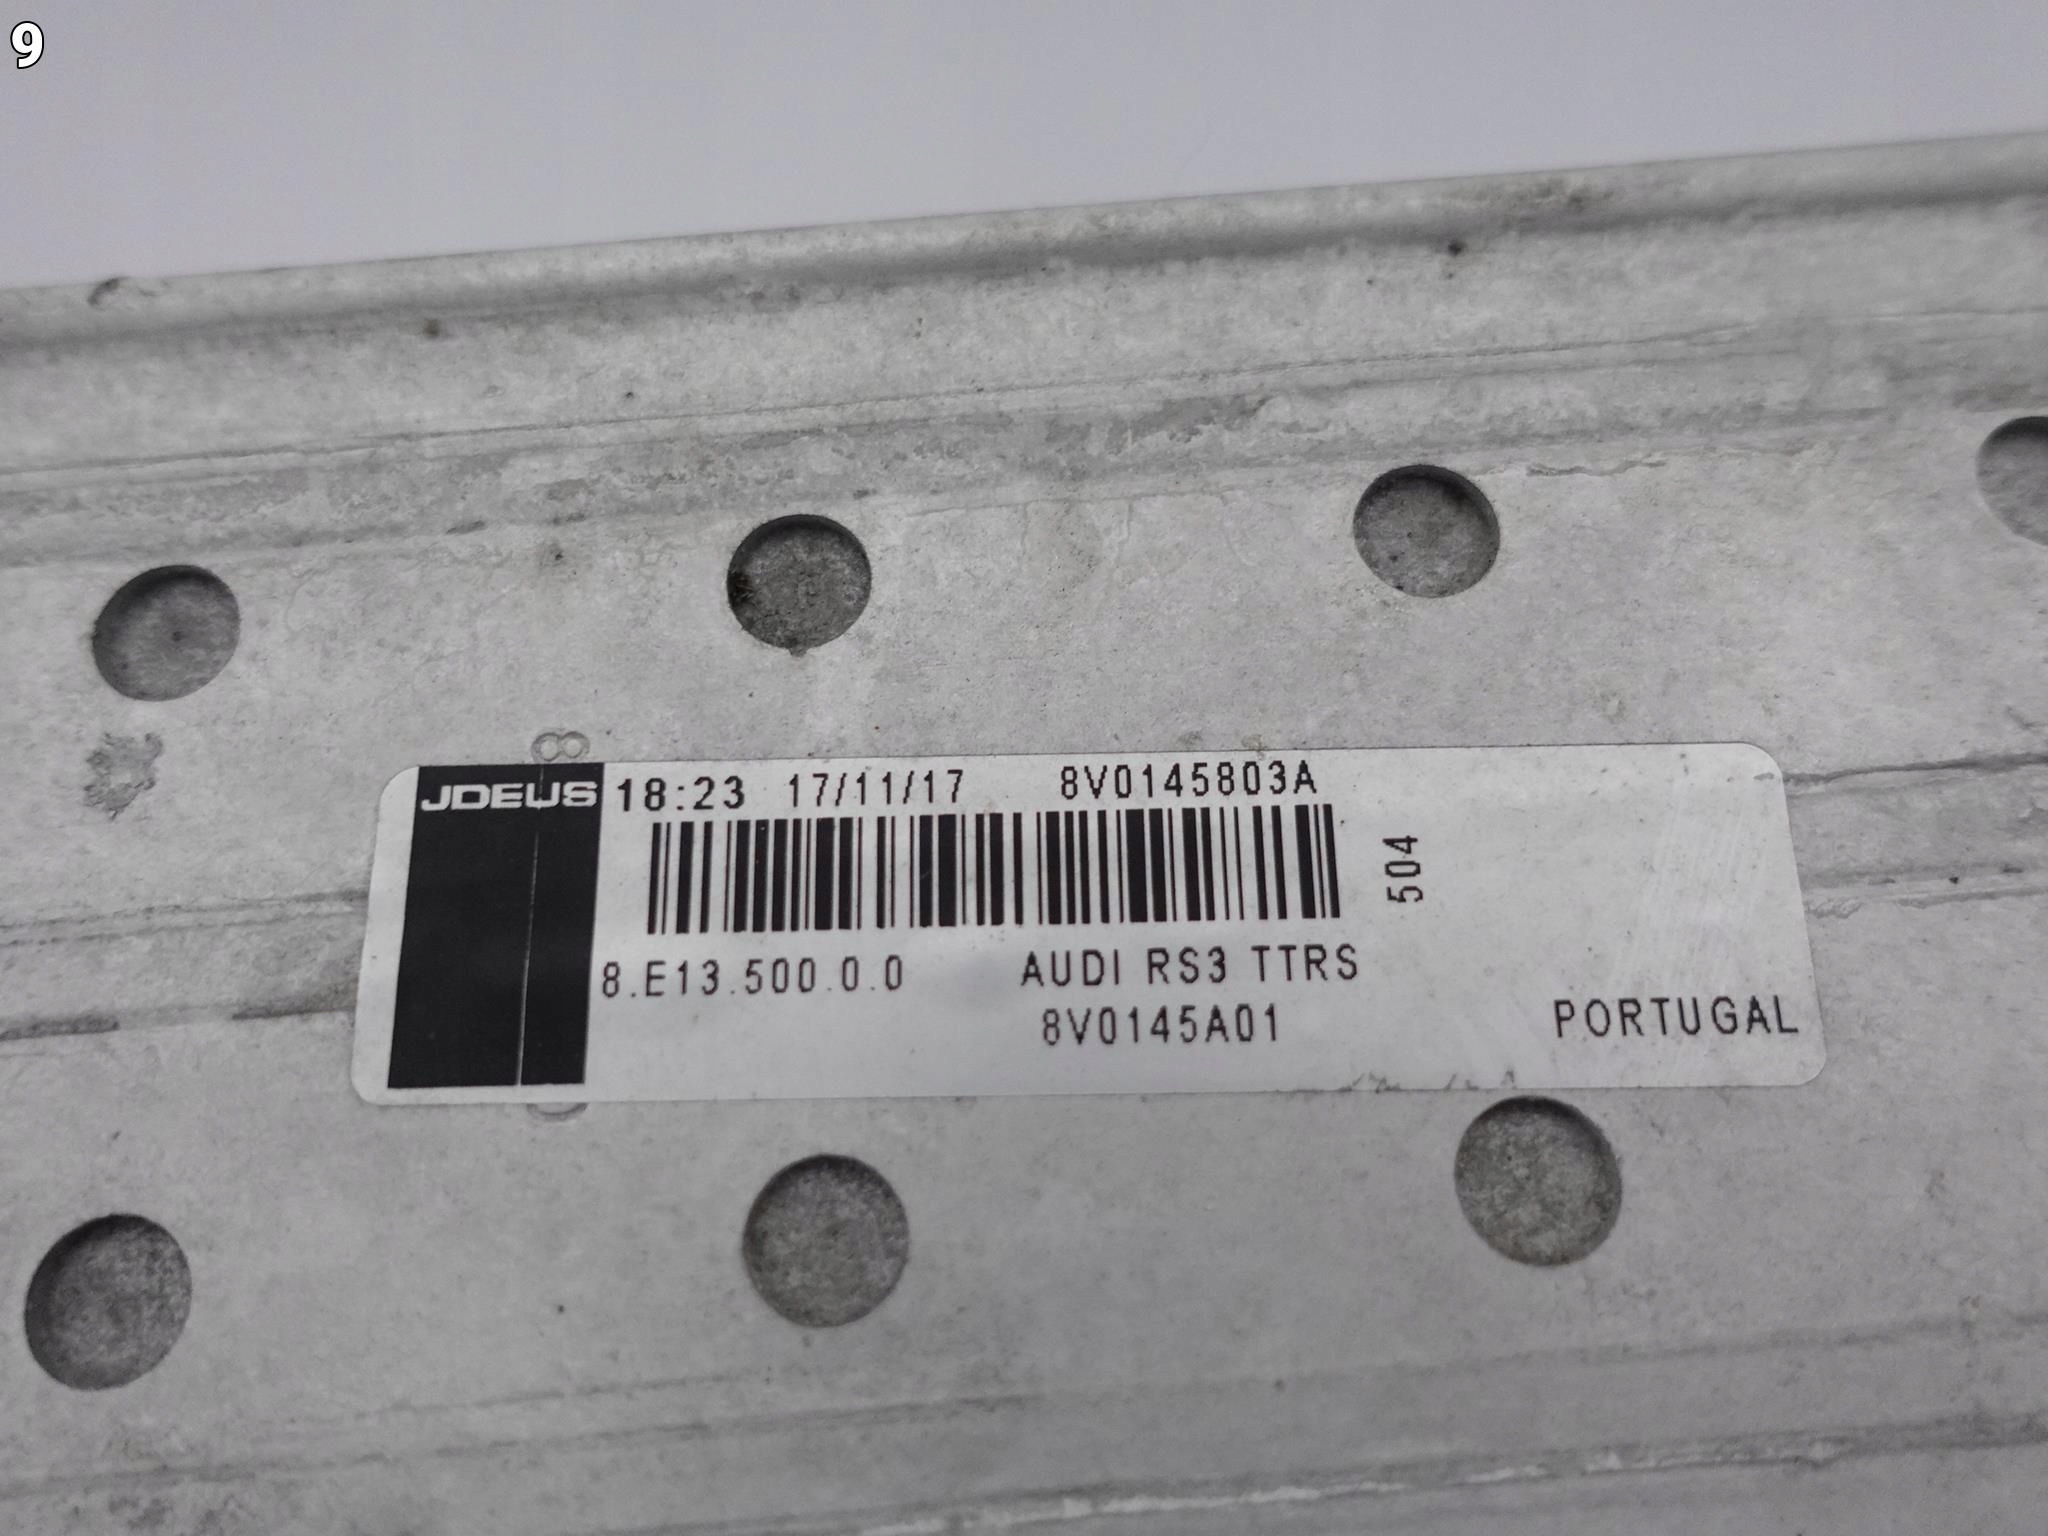 9
8
JDEUS 18:23 17/11/17 8V0145803A
504
8.E13.500.0.0 AUDI RS3 TTRS
8V0145A01
PORTUGAL